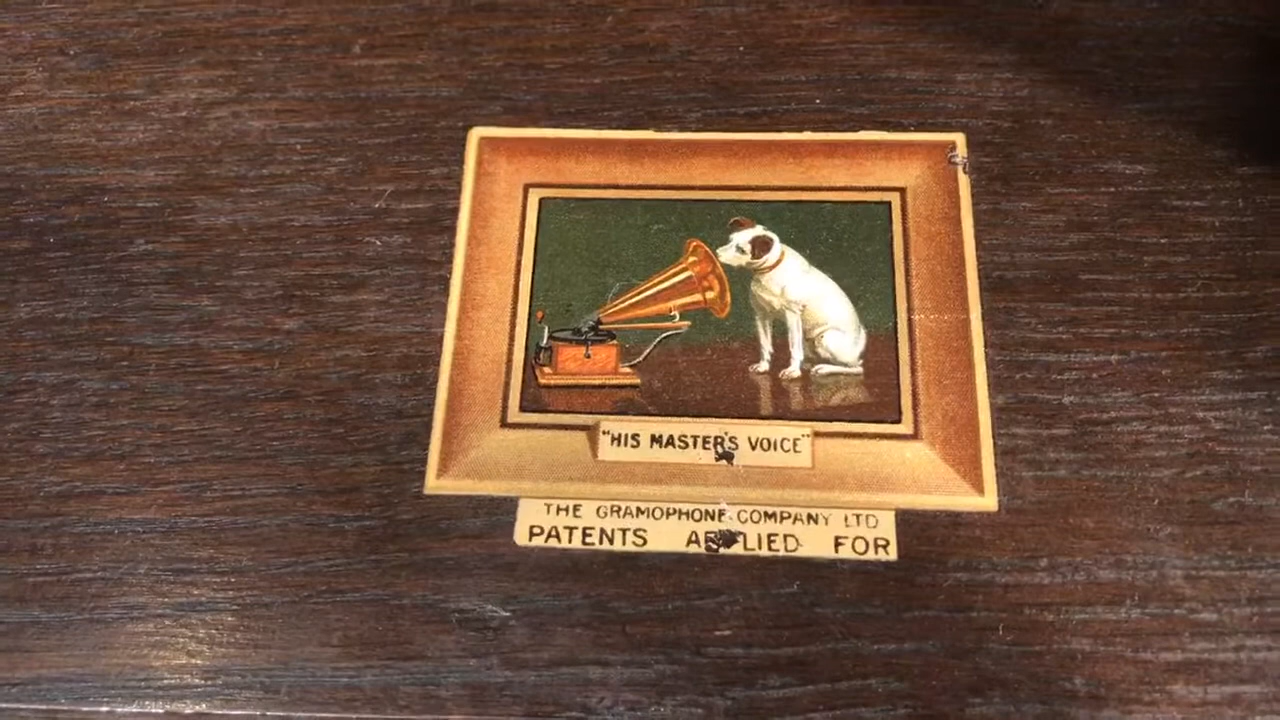 "HIS MASTER'S VOICE"
THE GRAMOPHONE COMPANY LTD
PATENTS FOR